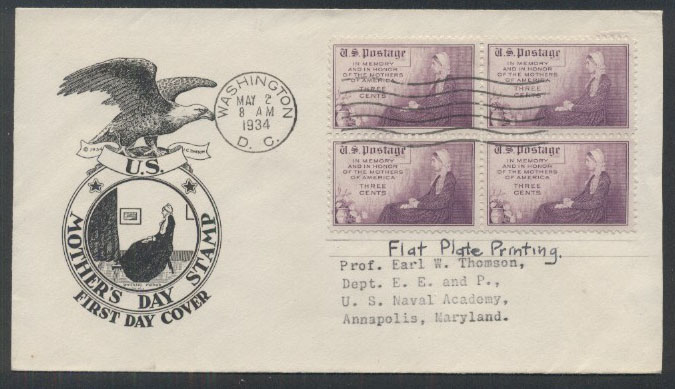 WASHINGTON
MAY 2
8 AM
1934
D. C.
U.S.
MOTHER'S DAY STAMP
FIRST DAY COVER
U.S. Postage
IN MEMORY
AND IN HONOR
OF THE MOTHERS
OF AMERICA
THREE
CENTS
U.S. Postage
IN MEMORY
AND IN HONOR
OF THE MOTHERS
OF AMERICA
THREE
CENTS
U.S. Postage
IN MEMORY
AND IN HONOR
OF THE MOTHERS
OF AMERICA
THREE
CENTS
U.S. Postage
IN MEMORY
AND IN HONOR
OF THE MOTHERS
OF AMERICA
THREE
CENTS
Flat Plate Printing.
Prof. Earl W. Thomson,
Dept. E. E. and P.,
U. S. Naval Academy,
Annapolis, Maryland.